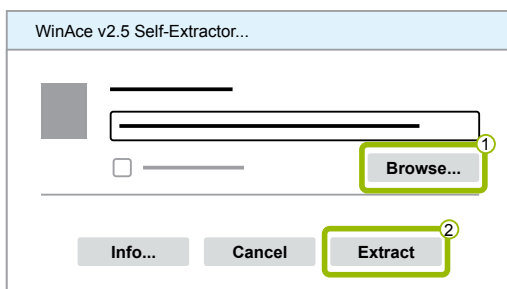 WinAce v2.5 Self-Extractor...
1
Browse...
2
Info... Cancel Extract